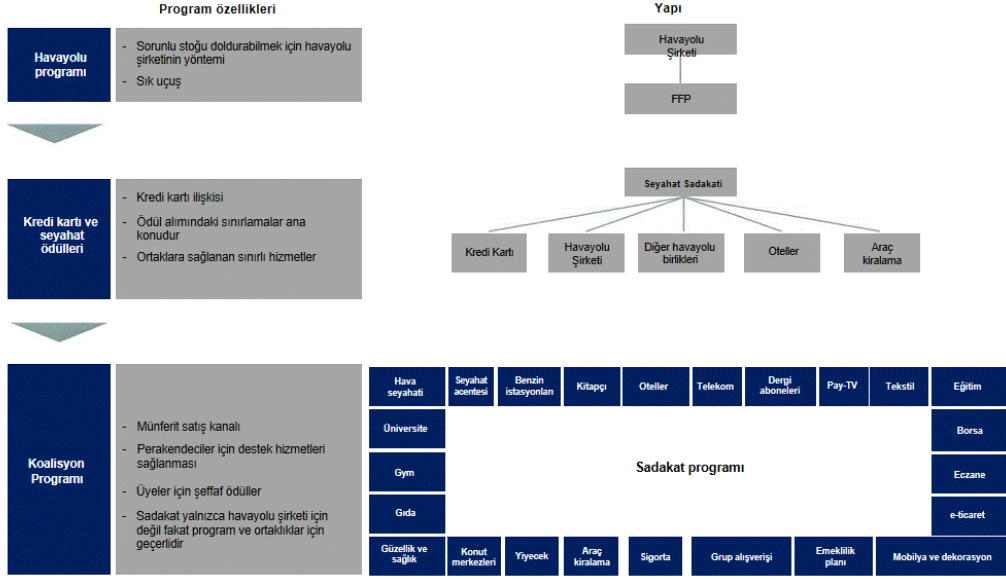 Program özellikleri
Yapı
Havayolu
programı
- Sorunlu stoğu doldurabilmek için havayolu
şirketinin yöntemi
- Sık uçuş
Havayolu
Şirketi
FFP
Kredi kartı ve
seyahat
ödülleri
- Kredi kartı ilişkisi
- Ödül alımındaki sınırlamalar ana
konudur
- Ortaklara sağlanan sınırlı hizmetler
Seyahat Sadakati
Kredi Kartı
Havayolu
Şirketi
Diğer havayolu
birlikleri
Oteller
Araç
kiralama
Koalisyon
Programı
- Münferit satış kanalı
- Perakendeciler için destek hizmetleri
sağlanması
- Üyeler için şeffaf ödüller
- Sadakat yalnızca havayolu şirketi için
değil fakat program ve ortaklıklar için
geçerlidir
Hava
seyahati
Seyahat
acentesi
Benzin
istasyonları
Kitapçı
Oteller
Telekom
Dergi
aboneleri
Pay-TV
Tekstil
Eğitim
Üniversite
Borsa
Sadakat programı
Gym
Eczane
Gıda
e-ticaret
Güzellik ve
sağlık
Konut
merkezleri
Yiyecek
Araç
kiralama
Sigorta
Grup alışverişi
Emeklilik
planı
Mobilya ve dekorasyon